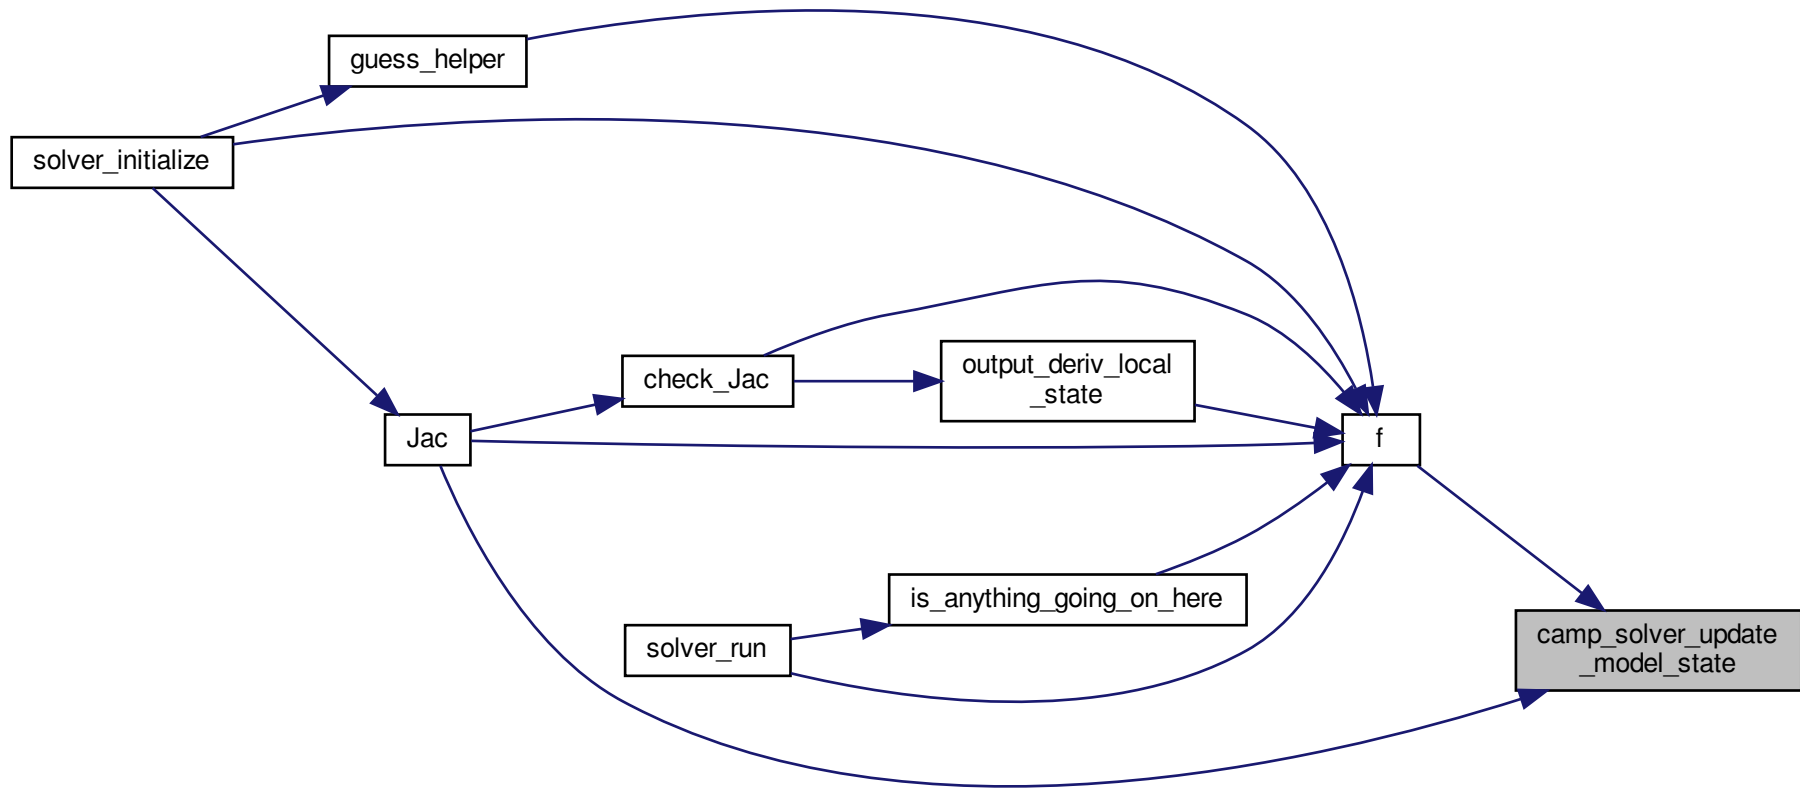 guess_helper
solver_initialize
output_deriv_local
_state
check_Jac
Jac
f
is_anything_going_on_here
solver_run
camp_solver_update
_model_state